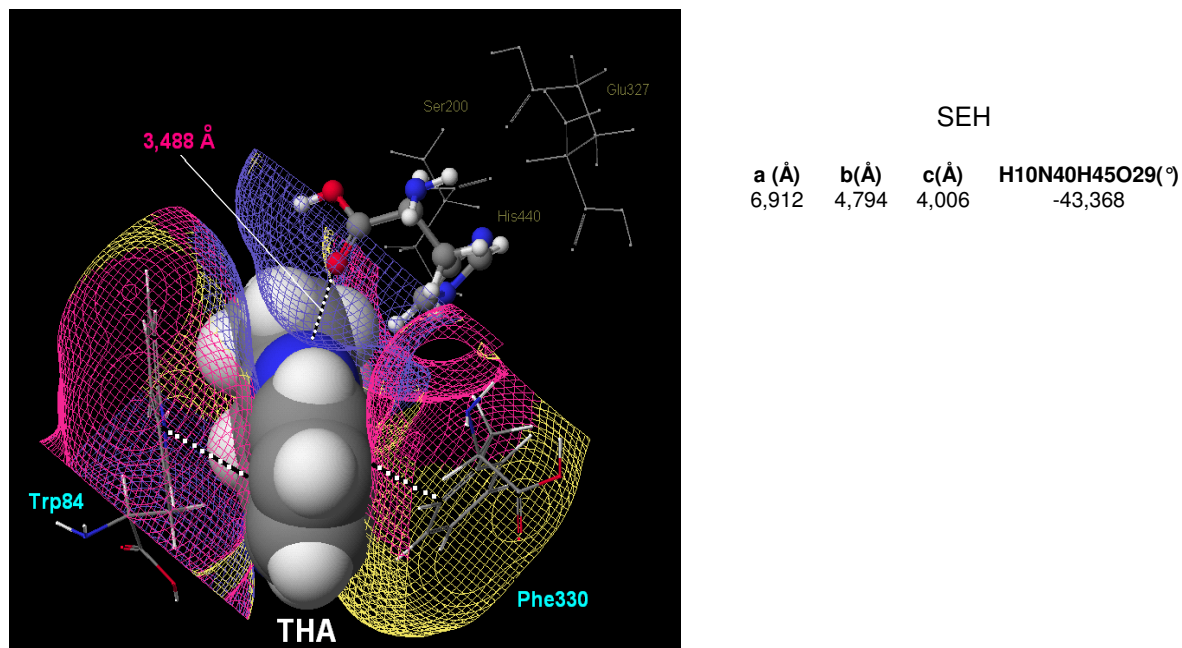 Glu327
Ser200
3,488 Å
His440
Trp84
Phe330
THA
SEH
a (Å) b(Å) c(Å) H10N40H45O29(°)
6,912 4,794 4,006 -43,368